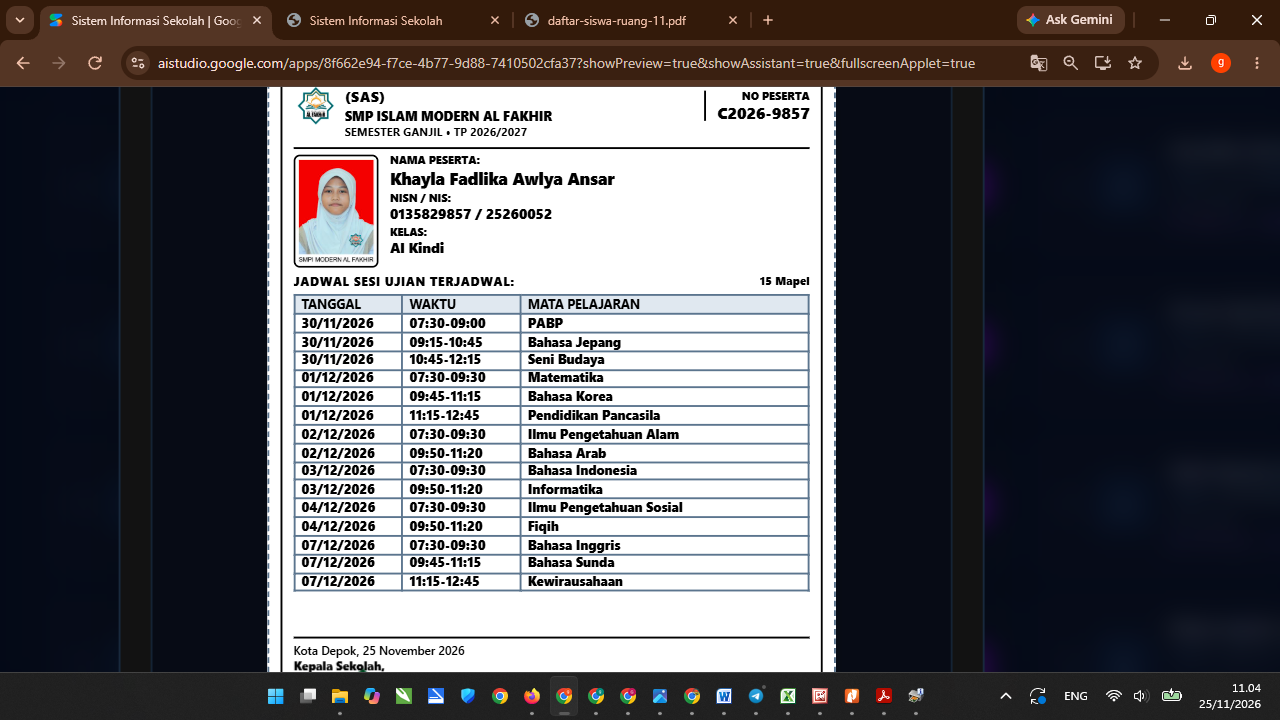 Sistem Informasi Sekolah | Goog
Sistem Informasi Sekolah
daftar-siswa-ruang-11.pdf
Ask Gemini
aistudio.google.com/apps/8f662e94-f7ce-4b77-9d88-7410502cfa37?showPreview=true&showAssistant=true&fullscreenApplet=true
g
(SAS)
SMP ISLAM MODERN AL FAKHIR
SEMESTER GANJIL • TP 2026/2027
NO PESERTA
C2026-9857
AL FAKHIR
NAMA PESERTA:
Khayla Fadlika Awlya Ansar
NISN / NIS:
0135829857 / 25260052
KELAS:
Al Kindi
SMPI MODERN AL FAKHIR
JADWAL SESI UJIAN TERJADWAL: 15 Mapel
TANGGAL WAKTU MATA PELAJARAN
30/11/2026 07:30-09:00 PABP
30/11/2026 09:15-10:45 Bahasa Jepang
30/11/2026 10:45-12:15 Seni Budaya
01/12/2026 07:30-09:30 Matematika
01/12/2026 09:45-11:15 Bahasa Korea
01/12/2026 11:15-12:45 Pendidikan Pancasila
02/12/2026 07:30-09:30 Ilmu Pengetahuan Alam
02/12/2026 09:50-11:20 Bahasa Arab
03/12/2026 07:30-09:30 Bahasa Indonesia
03/12/2026 09:50-11:20 Informatika
04/12/2026 07:30-09:30 Ilmu Pengetahuan Sosial
04/12/2026 09:50-11:20 Fiqih
07/12/2026 07:30-09:30 Bahasa Inggris
07/12/2026 09:45-11:15 Bahasa Sunda
07/12/2026 11:15-12:45 Kewirausahaan
Kota Depok, 25 November 2026
Kepala Sekolah,
ENG
11.04
25/11/2026